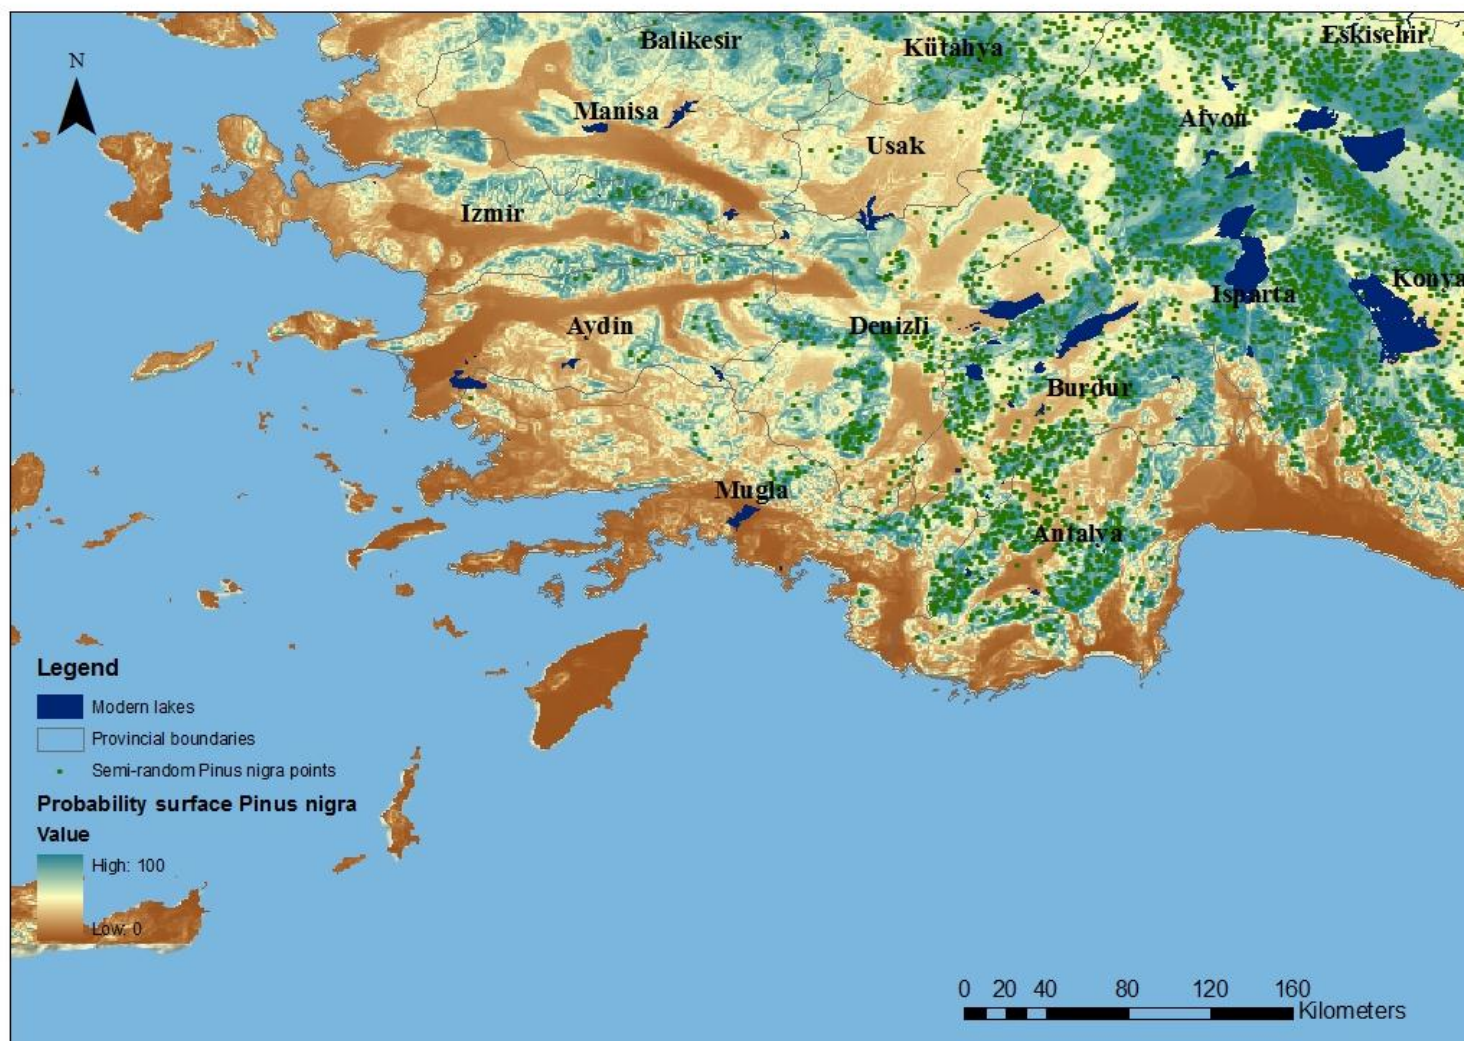 Balikesir
Kütahya
Eskisehir
N
Manisa
Afyon
Usak
Izmir
Isparta
Konya
Aydin
Denizli
Burdur
Mugla
Antalya
Legend
Modern lakes
Provincial boundaries
Semi-random Pinus nigra points
Probability surface Pinus nigra
Value
High: 100
Low: 0
0 20 40 80 120 160
Kilometers